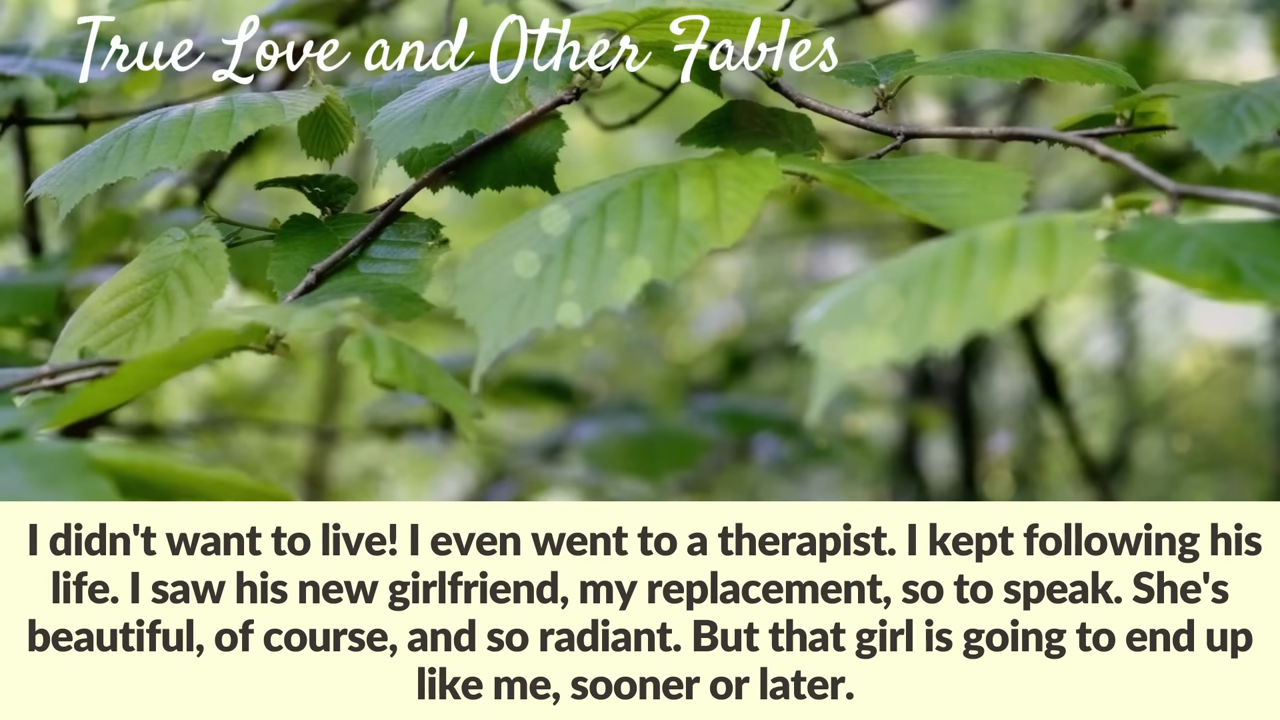 True Love and Other Fables
I didn't want to live! I even went to a therapist. I kept following his
life. I saw his new girlfriend, my replacement, so to speak. She's
beautiful, of course, and so radiant. But that girl is going to end up
like me, sooner or later.